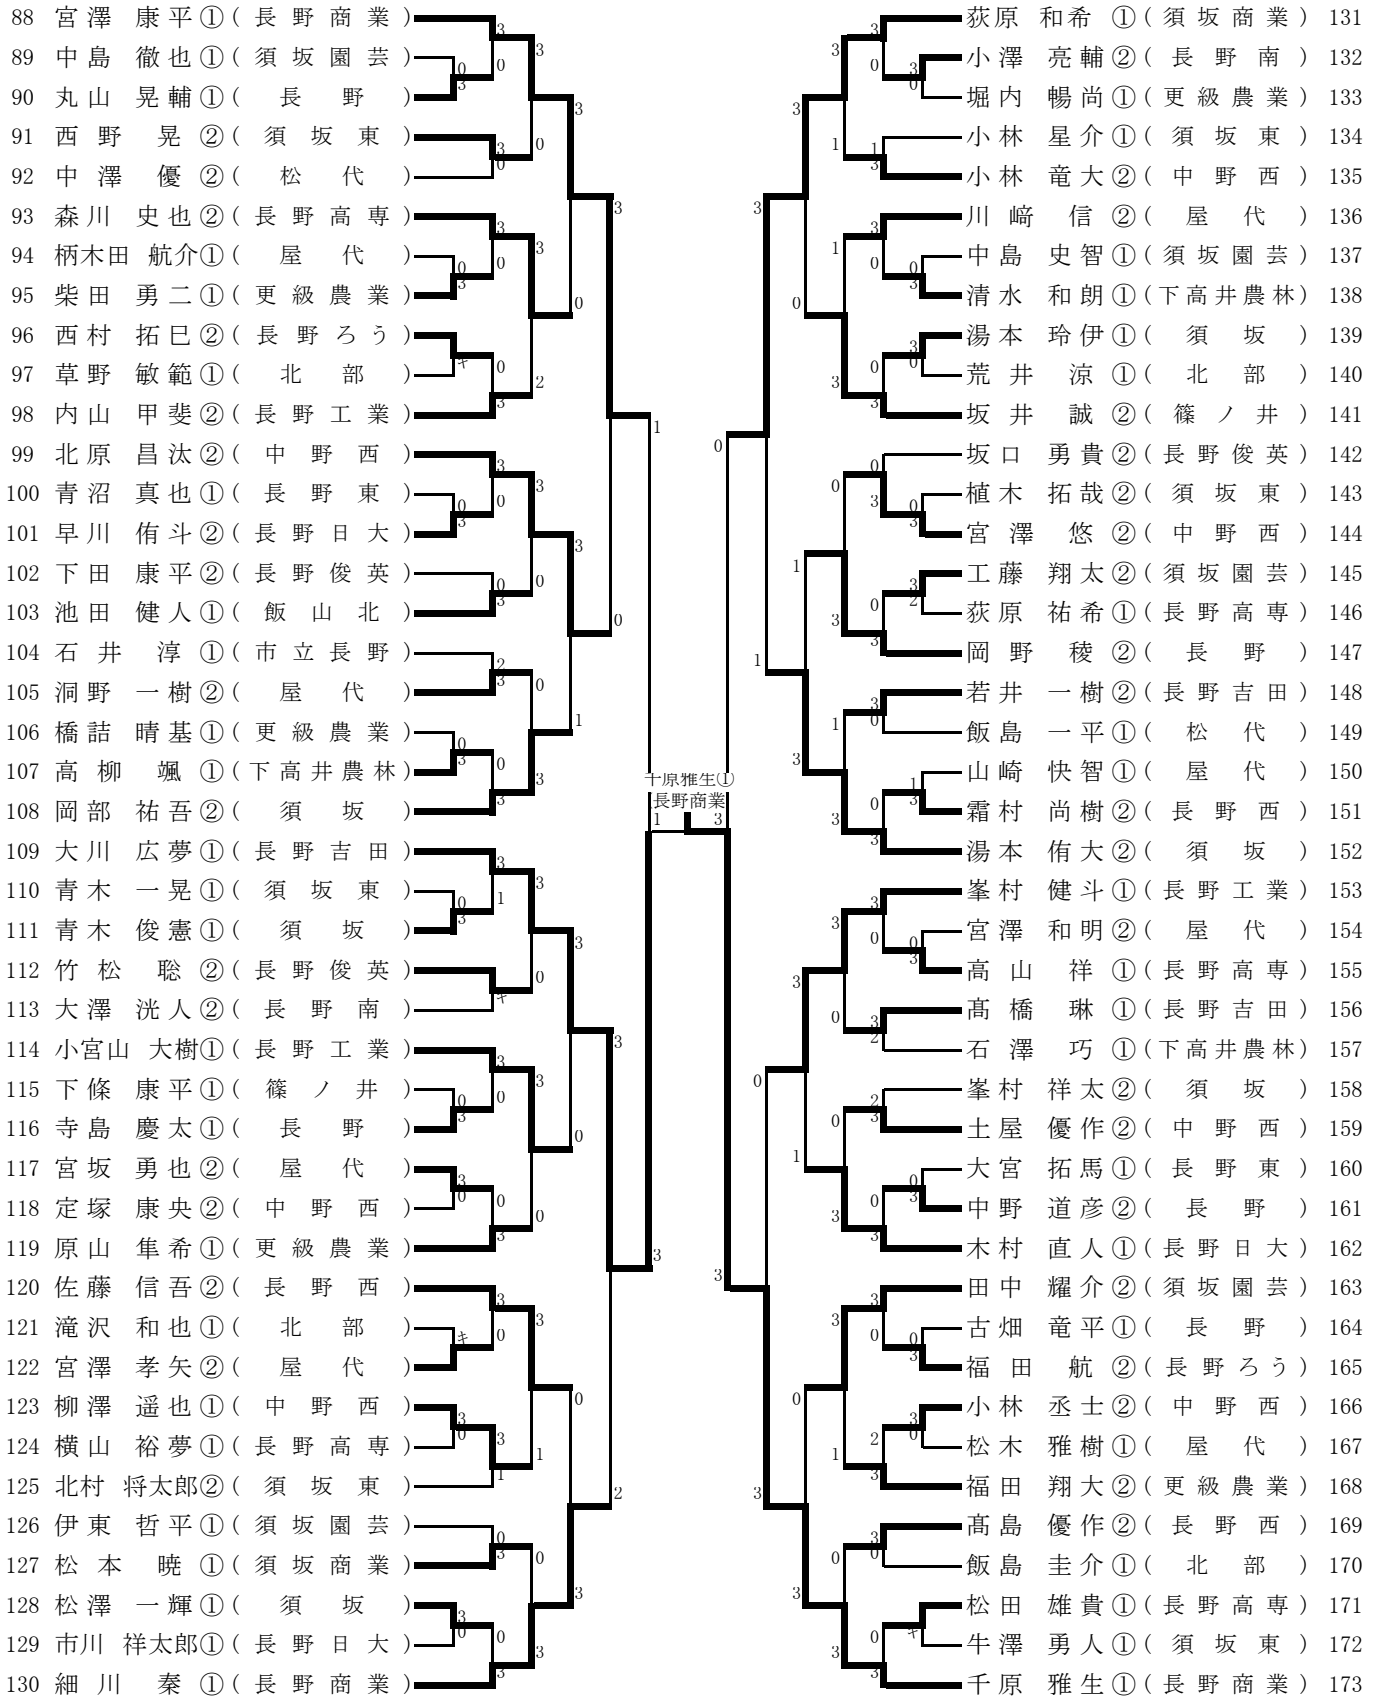 88 宮澤 康平①(長野商業)
89 中島 徹也①(須坂園芸)
90 丸山 晃輔①(長野)
91 西野 晃②(須坂東)
92 中澤 優②(松代)
93 森川 史也②(長野高専)
94 柄木田 航介①(屋代)
95 柴田 勇二①(更級農業)
96 西村 拓巳②(長野ろう)
97 草野 敏範①(北部)
98 内山 甲斐②(長野工業)
99 北原 昌汰②(中野西)
100 青沼 真也①(長野東)
101 早川 侑斗②(長野日大)
102 下田 康平②(長野俊英)
103 池田 健人①(飯山北)
104 石井 淳①(市立長野)
105 洞野 一樹②(屋代)
106 橋詰 晴基①(更級農業)
107 高柳 颯①(下高井農林)
108 岡部 祐吾②(須坂)
109 大川 広夢①(長野吉田)
110 青木 一晃①(須坂東)
111 青木 俊憲①(須坂)
112 竹松 聡②(長野俊英)
113 大澤 洸人②(長野南)
114 小宮山 大樹①(長野工業)
115 下條 康平①(篠ノ井)
116 寺島 慶太①(長野)
117 宮坂 勇也②(屋代)
118 定塚 康央②(中野西)
119 原山 隼希①(更級農業)
120 佐藤 信吾②(長野西)
121 滝沢 和也①(北部)
122 宮澤 孝矢②(屋代)
123 柳澤 遥也①(中野西)
124 横山 裕夢①(長野高専)
125 北村 将太郎②(須坂東)
126 伊東 哲平①(須坂園芸)
127 松本 暁①(須坂商業)
128 松澤 一輝①(須坂)
129 市川 祥太郎①(長野日大)
130 細川 秦①(長野商業)
千原雅生①
長野商業
1 3
荻原 和希①(須坂商業) 131
小澤 亮輔②(長野南) 132
堀内 暢尚①(更級農業) 133
小林 星介①(須坂東) 134
小林 竜大②(中野西) 135
川﨑 信②(屋代) 136
中島 史智①(須坂園芸) 137
清水 和朗①(下高井農林) 138
湯本 玲伊①(須坂) 139
荒井 涼①(北部) 140
坂井 誠②(篠ノ井) 141
坂口 勇貴②(長野俊英) 142
植木 拓哉②(須坂東) 143
宮澤 悠②(中野西) 144
工藤 翔太②(須坂園芸) 145
荻原 祐希①(長野高専) 146
岡野 稜②(長野) 147
若井 一樹②(長野吉田) 148
飯島 一平①(松代) 149
山崎 快智①(屋代) 150
霜村 尚樹②(長野西) 151
湯本 侑大②(須坂) 152
峯村 健斗①(長野工業) 153
宮澤 和明②(屋代) 154
高山 祥①(長野高専) 155
髙橋 琳①(長野吉田) 156
石澤 巧①(下高井農林) 157
峯村 祥太②(須坂) 158
土屋 優作②(中野西) 159
大宮 拓馬①(長野東) 160
中野 道彦②(長野) 161
木村 直人①(長野日大) 162
田中 耀介②(須坂園芸) 163
古畑 竜平①(長野) 164
福田 航②(長野ろう) 165
小林 丞士②(中野西) 166
松木 雅樹①(屋代) 167
福田 翔大②(更級農業) 168
髙島 優作②(長野西) 169
飯島 圭介①(北部) 170
松田 雄貴①(長野高専) 171
牛澤 勇人①(須坂東) 172
千原 雅生①(長野商業) 173